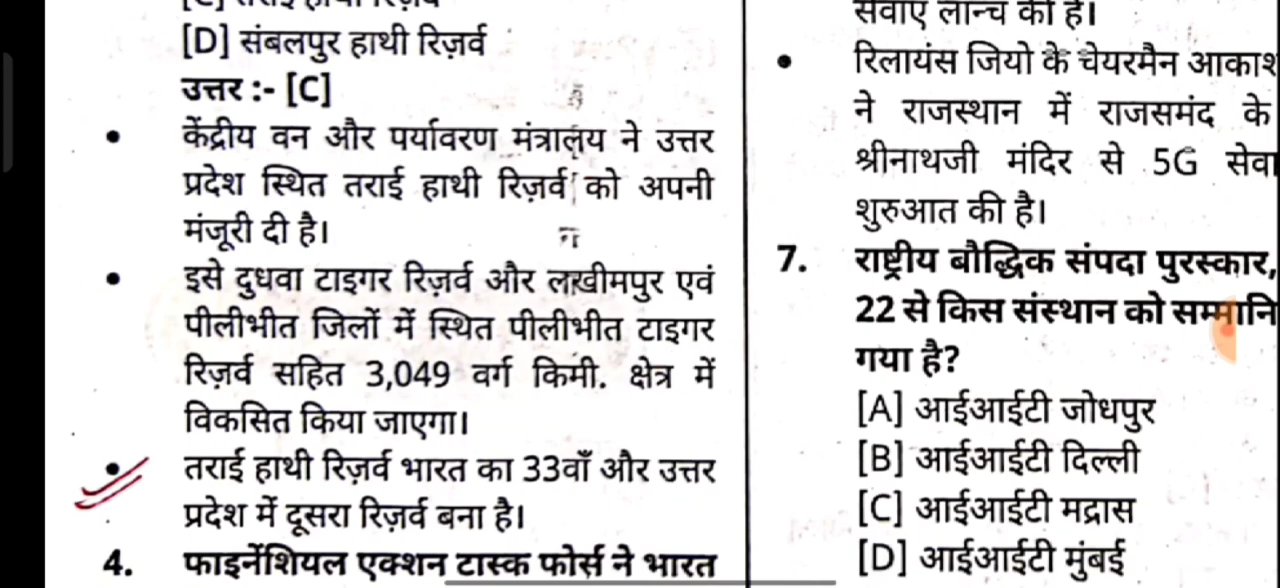 [D] संबलपुर हाथी रिज़र्व
उत्तर :- [C]
• केंद्रीय वन और पर्यावरण मंत्रालय ने उत्तर
प्रदेश स्थित तराई हाथी रिज़र्व को अपनी
मंजूरी दी है।
• इसे दुधवा टाइगर रिज़र्व और लखीमपुर एवं
पीलीभीत जिलों में स्थित पीलीभीत टाइगर
रिज़र्व सहित 3,049 वर्ग किमी. क्षेत्र में
विकसित किया जाएगा।
• तराई हाथी रिज़र्व भारत का 33वाँ और उत्तर
प्रदेश में दूसरा रिज़र्व बना है।
4. फाइनेंशियल एक्शन टास्क फोर्स ने भारत
सेवाएं लॉन्च की है।
• रिलायंस जियो के चेयरमैन आकाश
ने राजस्थान में राजसमंद के
श्रीनाथजी मंदिर से 5G सेवा
शुरुआत की है।
7. राष्ट्रीय बौद्धिक संपदा पुरस्कार,
22 से किस संस्थान को सम्मानि
गया है?
[A] आईआईटी जोधपुर
[B] आईआईटी दिल्ली
[C] आईआईटी मद्रास
[D] आईआईटी मुंबई